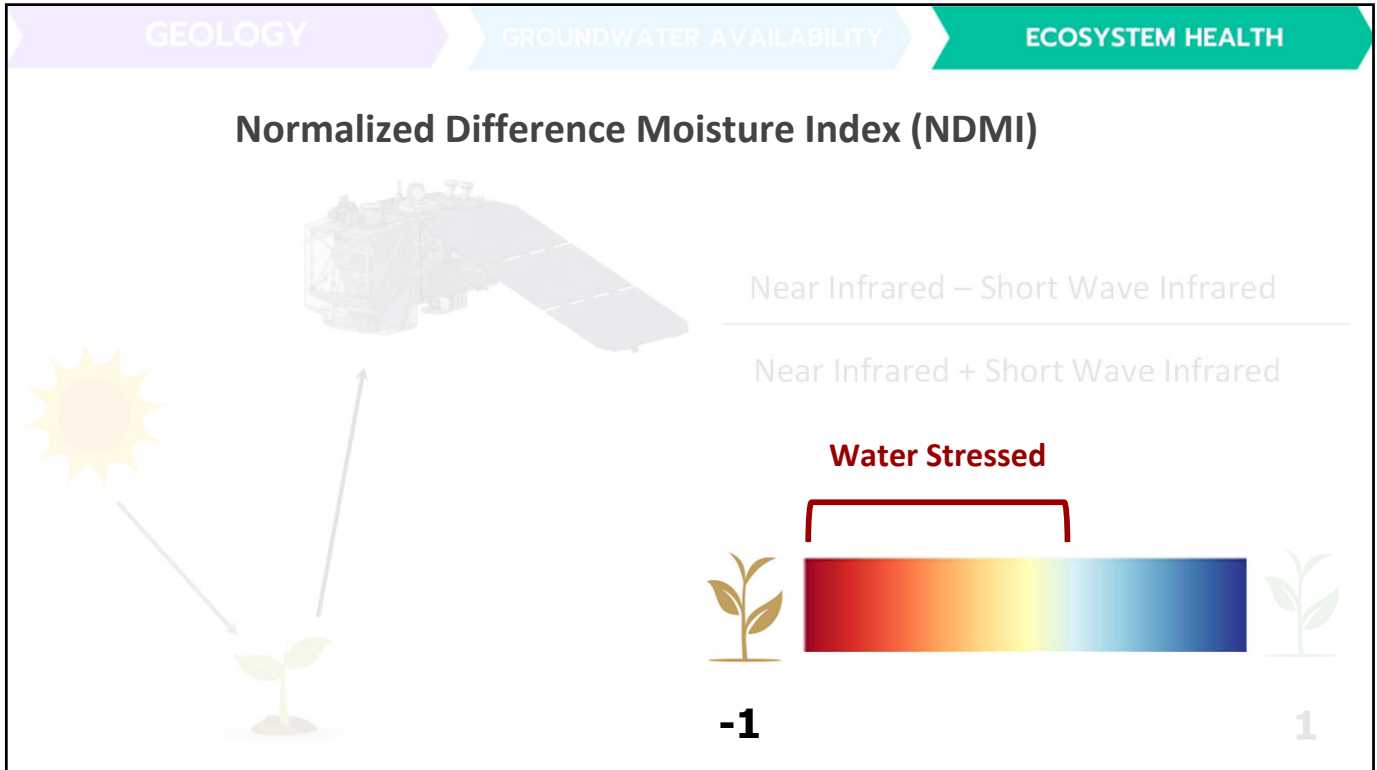 GEOLOGY
GROUNDWATER AVAILABILITY
ECOSYSTEM HEALTH
Normalized Difference Moisture Index (NDMI)
Near Infrared – Short Wave Infrared
Near Infrared + Short Wave Infrared
Water Stressed
-1
1